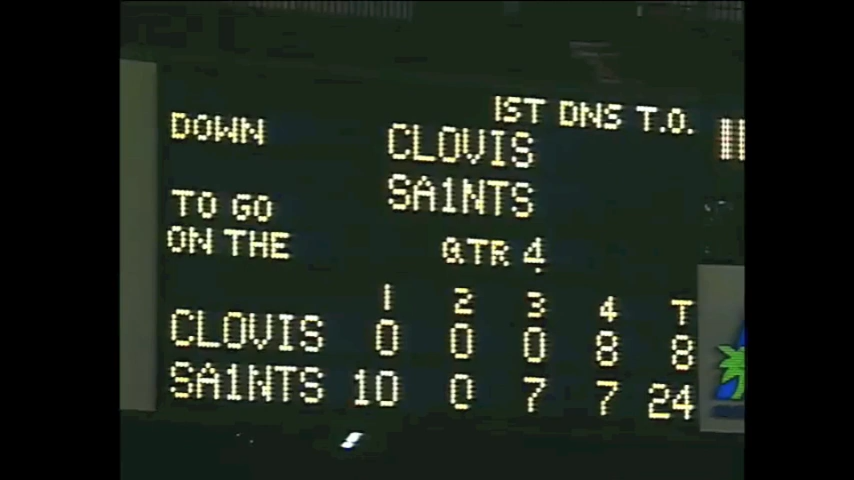 1ST DNS T.O.
DOWN CLOVIS
SA1NTS
TO GO
ON THE QTR 4
1 2 3 4 T
CLOVIS 0 0 0 8 8
SA1NTS 10 0 7 7 24